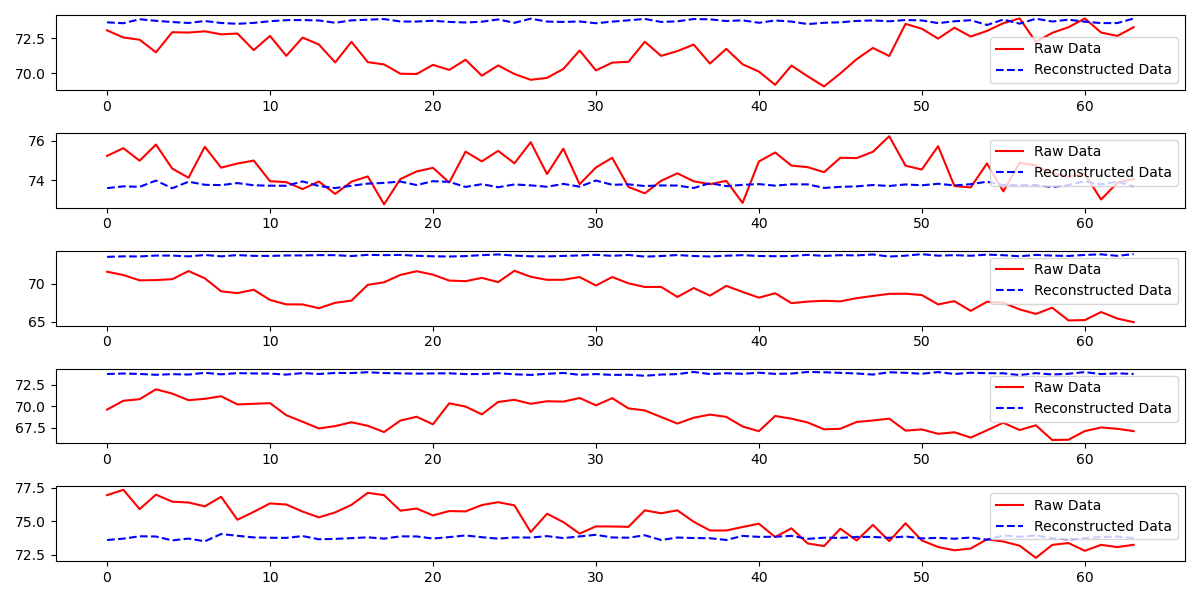 72.5
70.0
Raw Data
Reconstructed Data
0 10 20 30 40 50 60
76
74
Raw Data
Reconstructed Data
0 10 20 30 40 50 60
70
65
Raw Data
Reconstructed Data
0 10 20 30 40 50 60
72.5
70.0
67.5
Raw Data
Reconstructed Data
0 10 20 30 40 50 60
77.5
75.0
72.5
Raw Data
Reconstructed Data
0 10 20 30 40 50 60